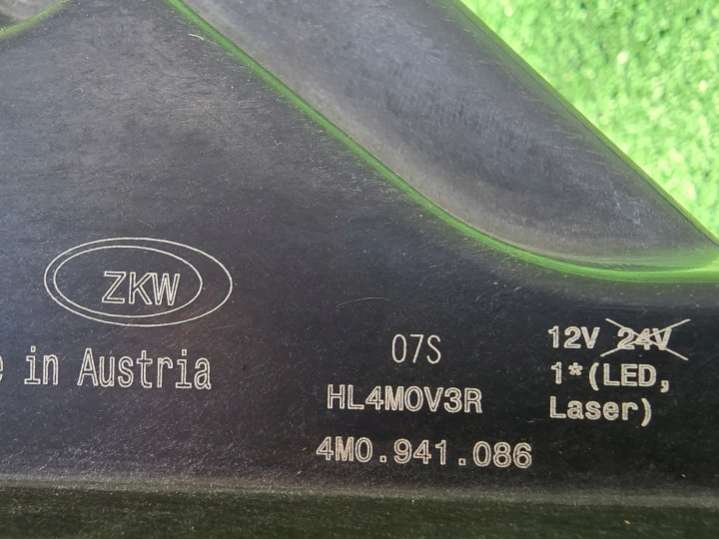 ZKW
in Austria
07S
HL4M0V3R
4M0.941.086
12V 24V
1*(LED,
Laser)